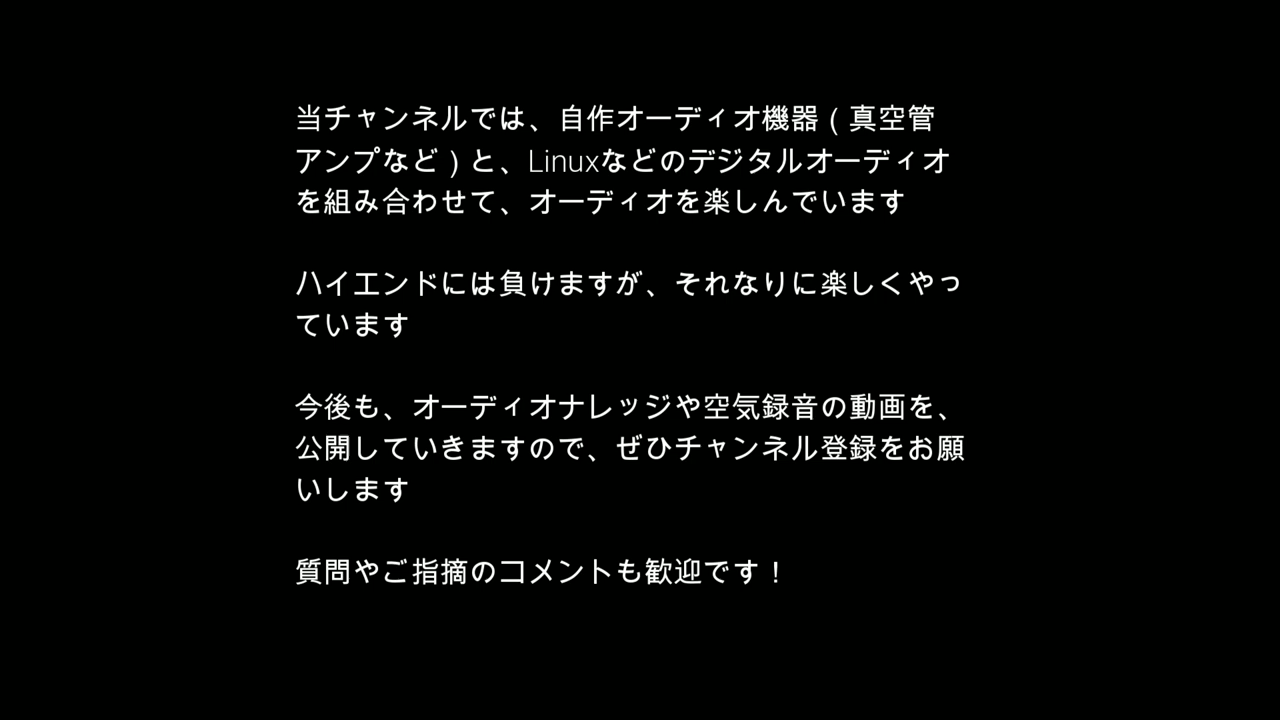 当チャンネルでは、自作オーディオ機器（真空管
アンプなど）と、Linuxなどのデジタルオーディオ
を組み合わせて、オーディオを楽しんでいます
ハイエンドには負けますが、それなりに楽しくやっ
ています
今後も、オーディオナレッジや空気録音の動画を、
公開していきますので、ぜひチャンネル登録をお願
いします
質問やご指摘のコメントも歓迎です！